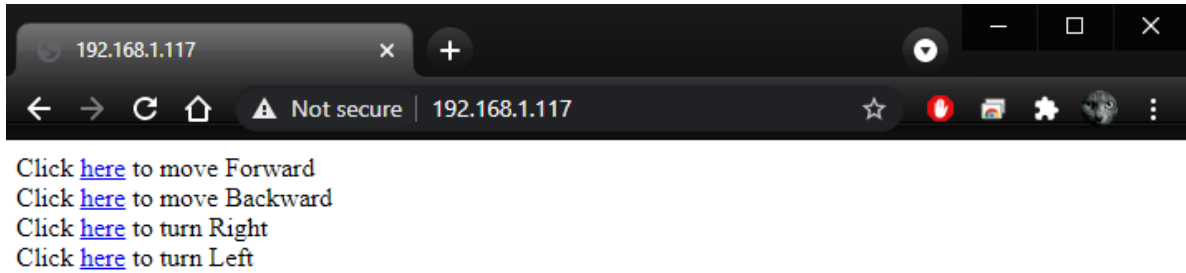 192.168.1.117
Not secure 192.168.1.117
Click here to move Forward
Click here to move Backward
Click here to turn Right
Click here to turn Left